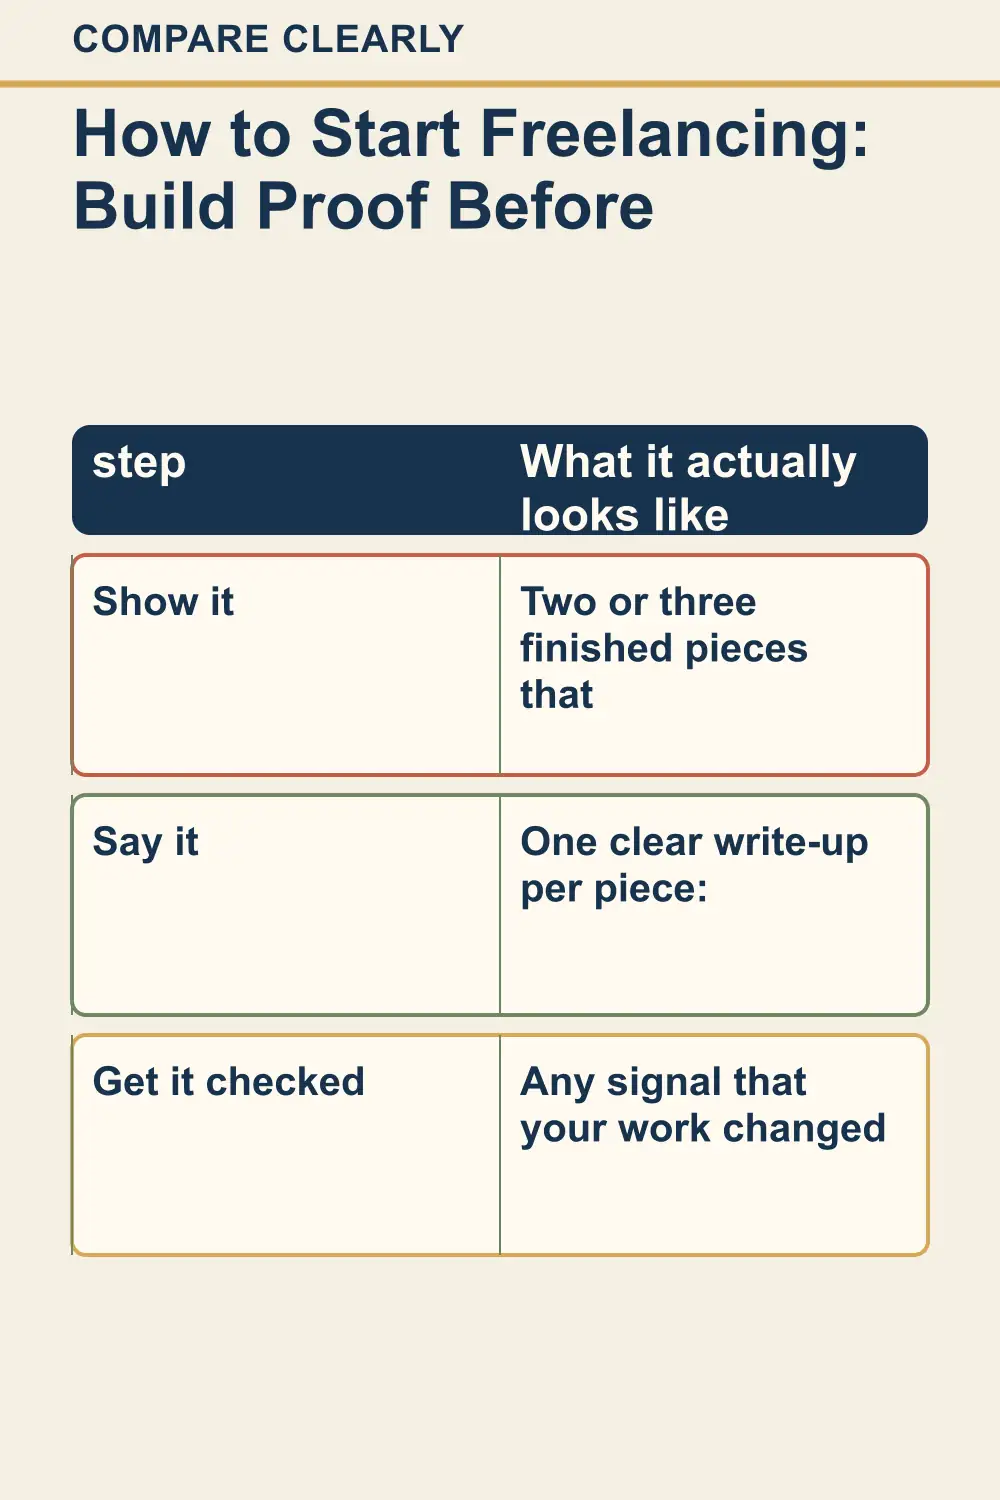 COMPARE CLEARLY
How to Start Freelancing:
Build Proof Before
step
What it actually
looks like
Show it
Two or three
finished pieces
that
Say it
One clear write-up
per piece:
Get it checked
Any signal that
your work changed